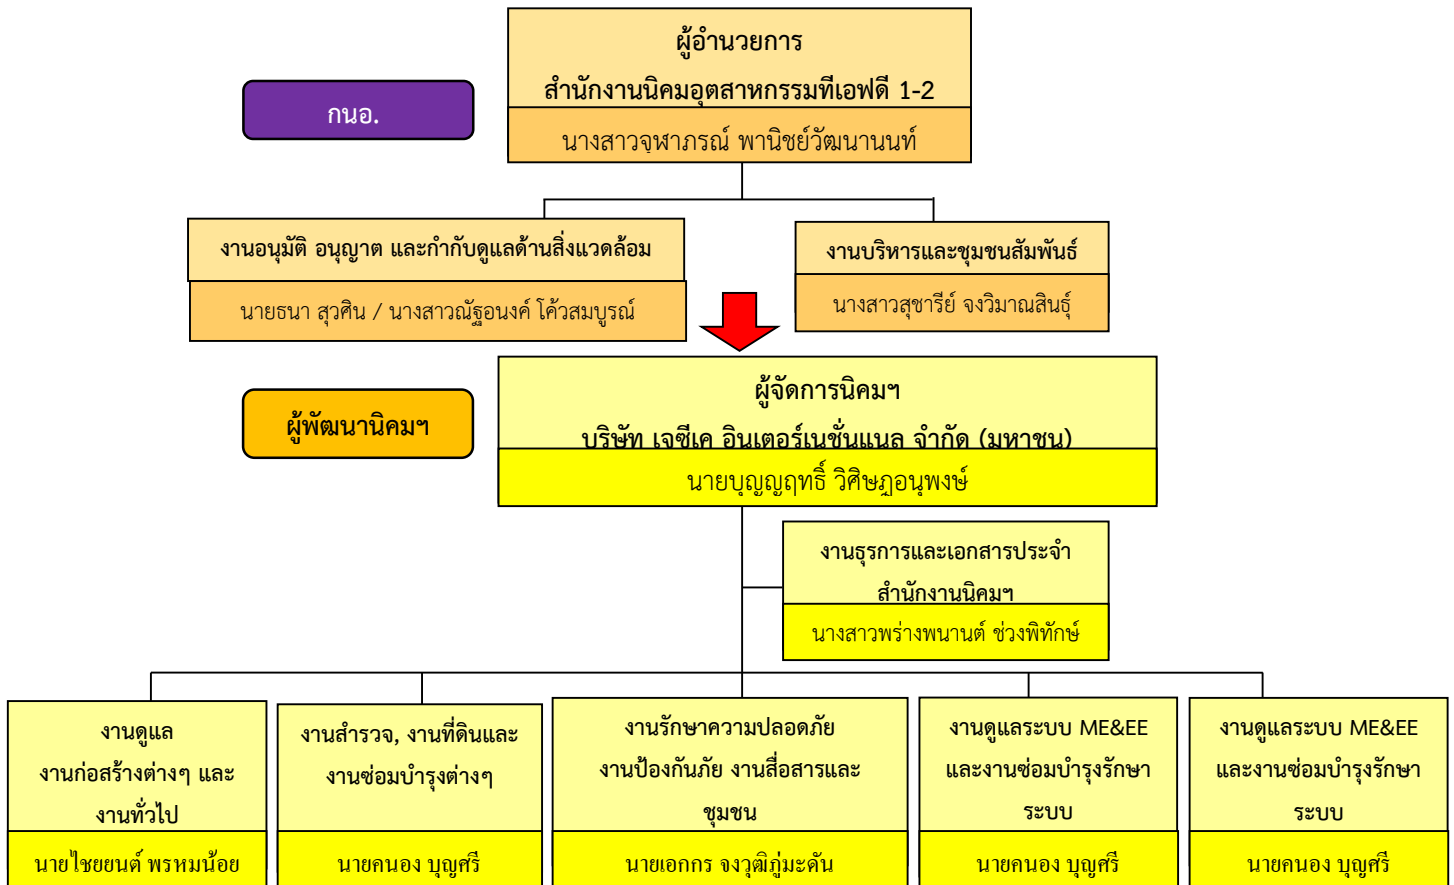 ผู้อำนวยการ
สำนักงานนิคมอุตสาหกรรมทีเอฟดี 1-2
กนอ.
นางสาวจุฬาภรณ์ พานิชย์วัฒนานนท์
งานอนุมัติ อนุญาต และกำกับดูแลด้านสิ่งแวดล้อม
นายธนา สุวศิน / นางสาวณัฐอนงค์ โค้วสมบูรณ์
งานบริหารและชุมชนสัมพันธ์
นางสาวสุชารีย์ จงวิมาณสินธุ์
ผู้พัฒนานิคมฯ
ผู้จัดการนิคมฯ
บริษัท เจซีเค อินเตอร์เนชั่นแนล จำกัด (มหาชน)
นายบุญญฤทธิ์ วิศิษฏอนุพงษ์
งานธุรการและเอกสารประจำ
สำนักงานนิคมฯ
นางสาวพร่างพนานต์ ช่วงพิทักษ์
งานดูแล
งานก่อสร้างต่างๆ และ
งานทั่วไป
นายไชยยนต์ พรหมน้อย
งานสำรวจ, งานที่ดินและ
งานซ่อมบำรุงต่างๆ
นายคนอง บุญศรี
งานรักษาความปลอดภัย
งานป้องกันภัย งานสื่อสารและ
ชุมชน
นายเอกกร จงวุฒิภู่มะดัน
งานดูแลระบบ ME&EE
และงานซ่อมบำรุงรักษา
ระบบ
นายคนอง บุญศรี
งานดูแลระบบ ME&EE
และงานซ่อมบำรุงรักษา
ระบบ
นายคนอง บุญศรี